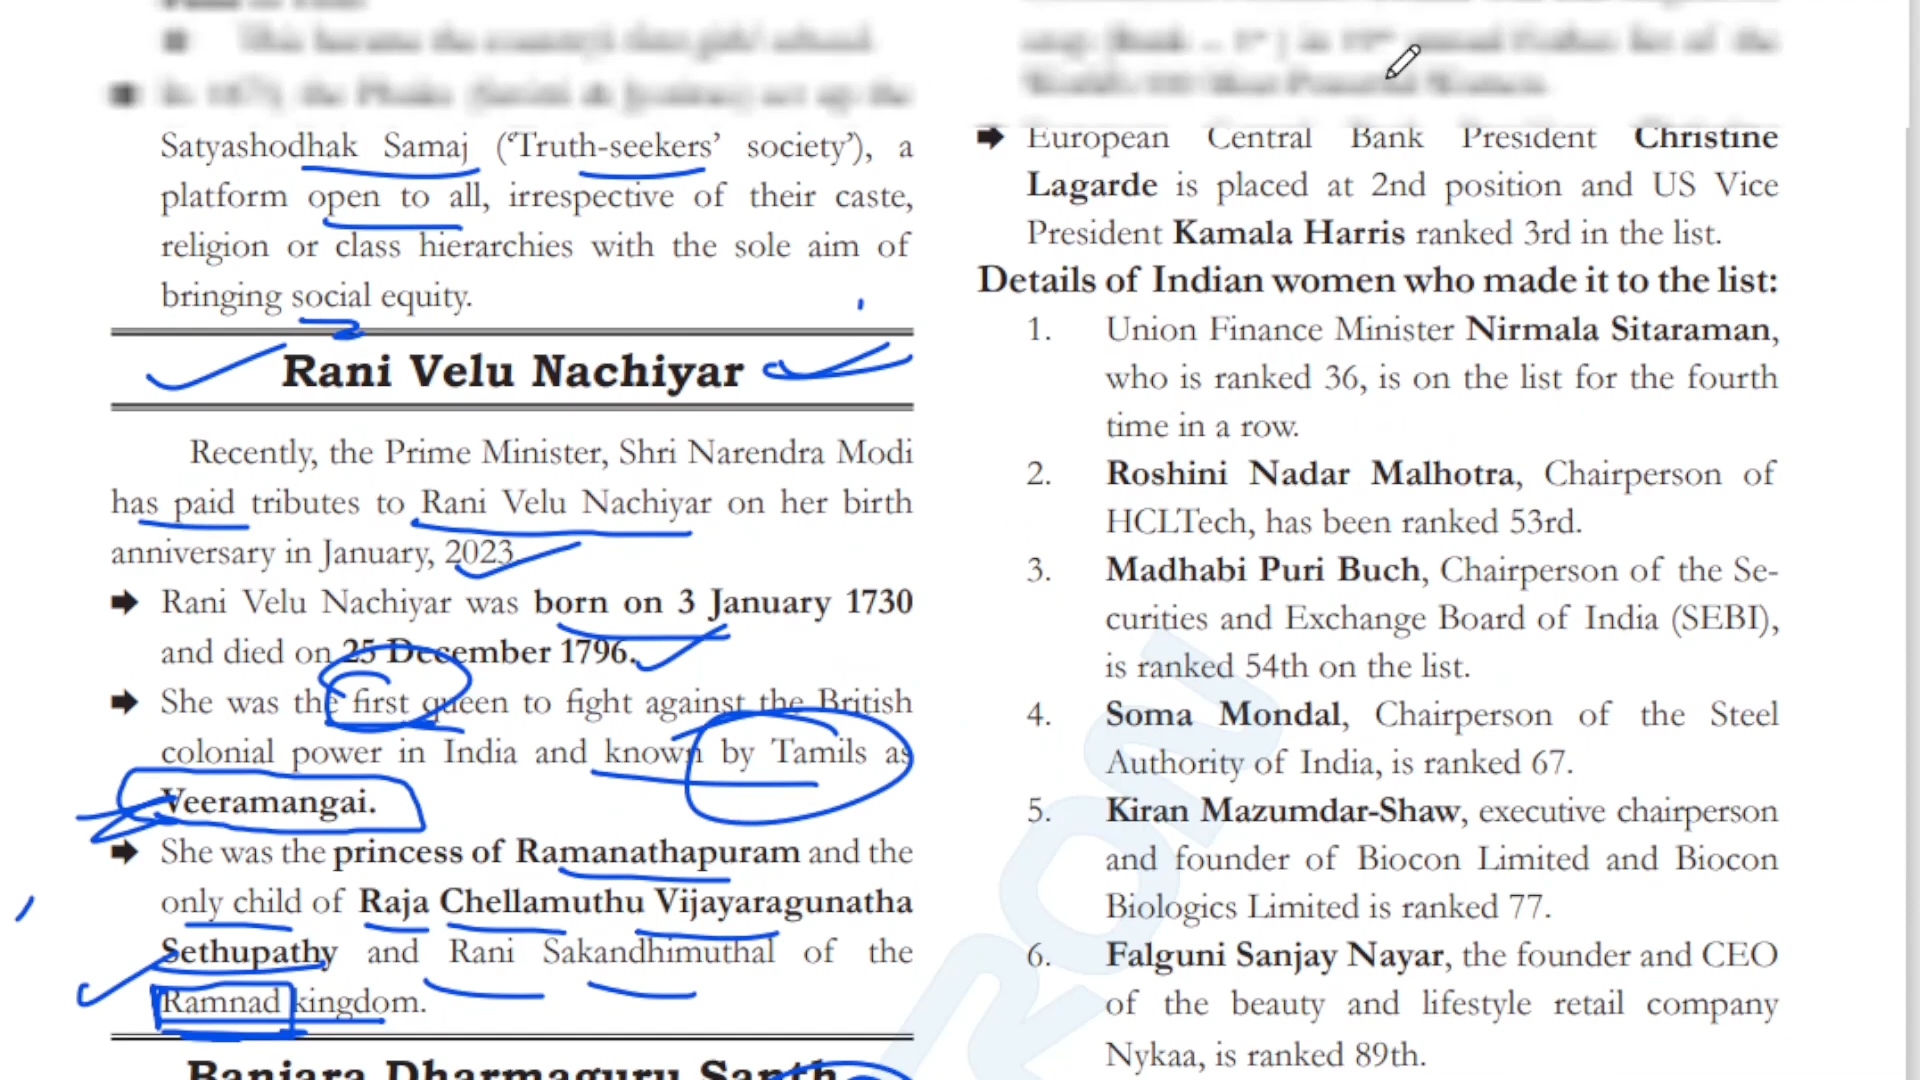 Satyashodhak Samaj (‘Truth-seekers’ society’), a
platform open to all, irrespective of their caste,
religion or class hierarchies with the sole aim of
bringing social equity.
Rani Velu Nachiyar
Recently, the Prime Minister, Shri Narendra Modi
has paid tributes to Rani Velu Nachiyar on her birth
anniversary in January, 2023.
Rani Velu Nachiyar was born on 3 January 1730
and died on 25 December 1796.
She was the first queen to fight against the British
colonial power in India and known by Tamils as
Veeramangai.
She was the princess of Ramanathapuram and the
only child of Raja Chellamuthu Vijayaragunatha
Sethupathy and Rani Sakandhimuthal of the
Ramnad kingdom.
Banjara Dharmaguru Santh
European Central Bank President Christine
Lagarde is placed at 2nd position and US Vice
President Kamala Harris ranked 3rd in the list.
Details of Indian women who made it to the list:
1. Union Finance Minister Nirmala Sitaraman,
who is ranked 36, is on the list for the fourth
time in a row.
2. Roshini Nadar Malhotra, Chairperson of
HCLTech, has been ranked 53rd.
3. Madhabi Puri Buch, Chairperson of the Se-
curities and Exchange Board of India (SEBI),
is ranked 54th on the list.
4. Soma Mondal, Chairperson of the Steel
Authority of India, is ranked 67.
5. Kiran Mazumdar-Shaw, executive chairperson
and founder of Biocon Limited and Biocon
Biologics Limited is ranked 77.
6. Falguni Sanjay Nayar, the founder and CEO
of the beauty and lifestyle retail company
Nykaa, is ranked 89th.